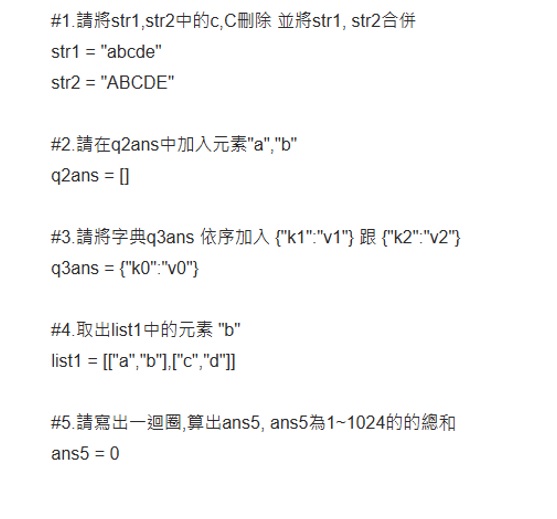 #1.請將str1,str2中的c,C刪除 並將str1, str2合併
str1 = "abcde"
str2 = "ABCDE"
#2.請在q2ans中加入元素"a","b"
q2ans = []
#3.請將字典q3ans 依序加入 {"k1":"v1"} 跟 {"k2":"v2"}
q3ans = {"k0":"v0"}
#4.取出list1中的元素 "b"
list1 = [["a","b"],["c","d"]]
#5.請寫出一迴圈,算出ans5, ans5為1~1024的的總和
ans5 = 0